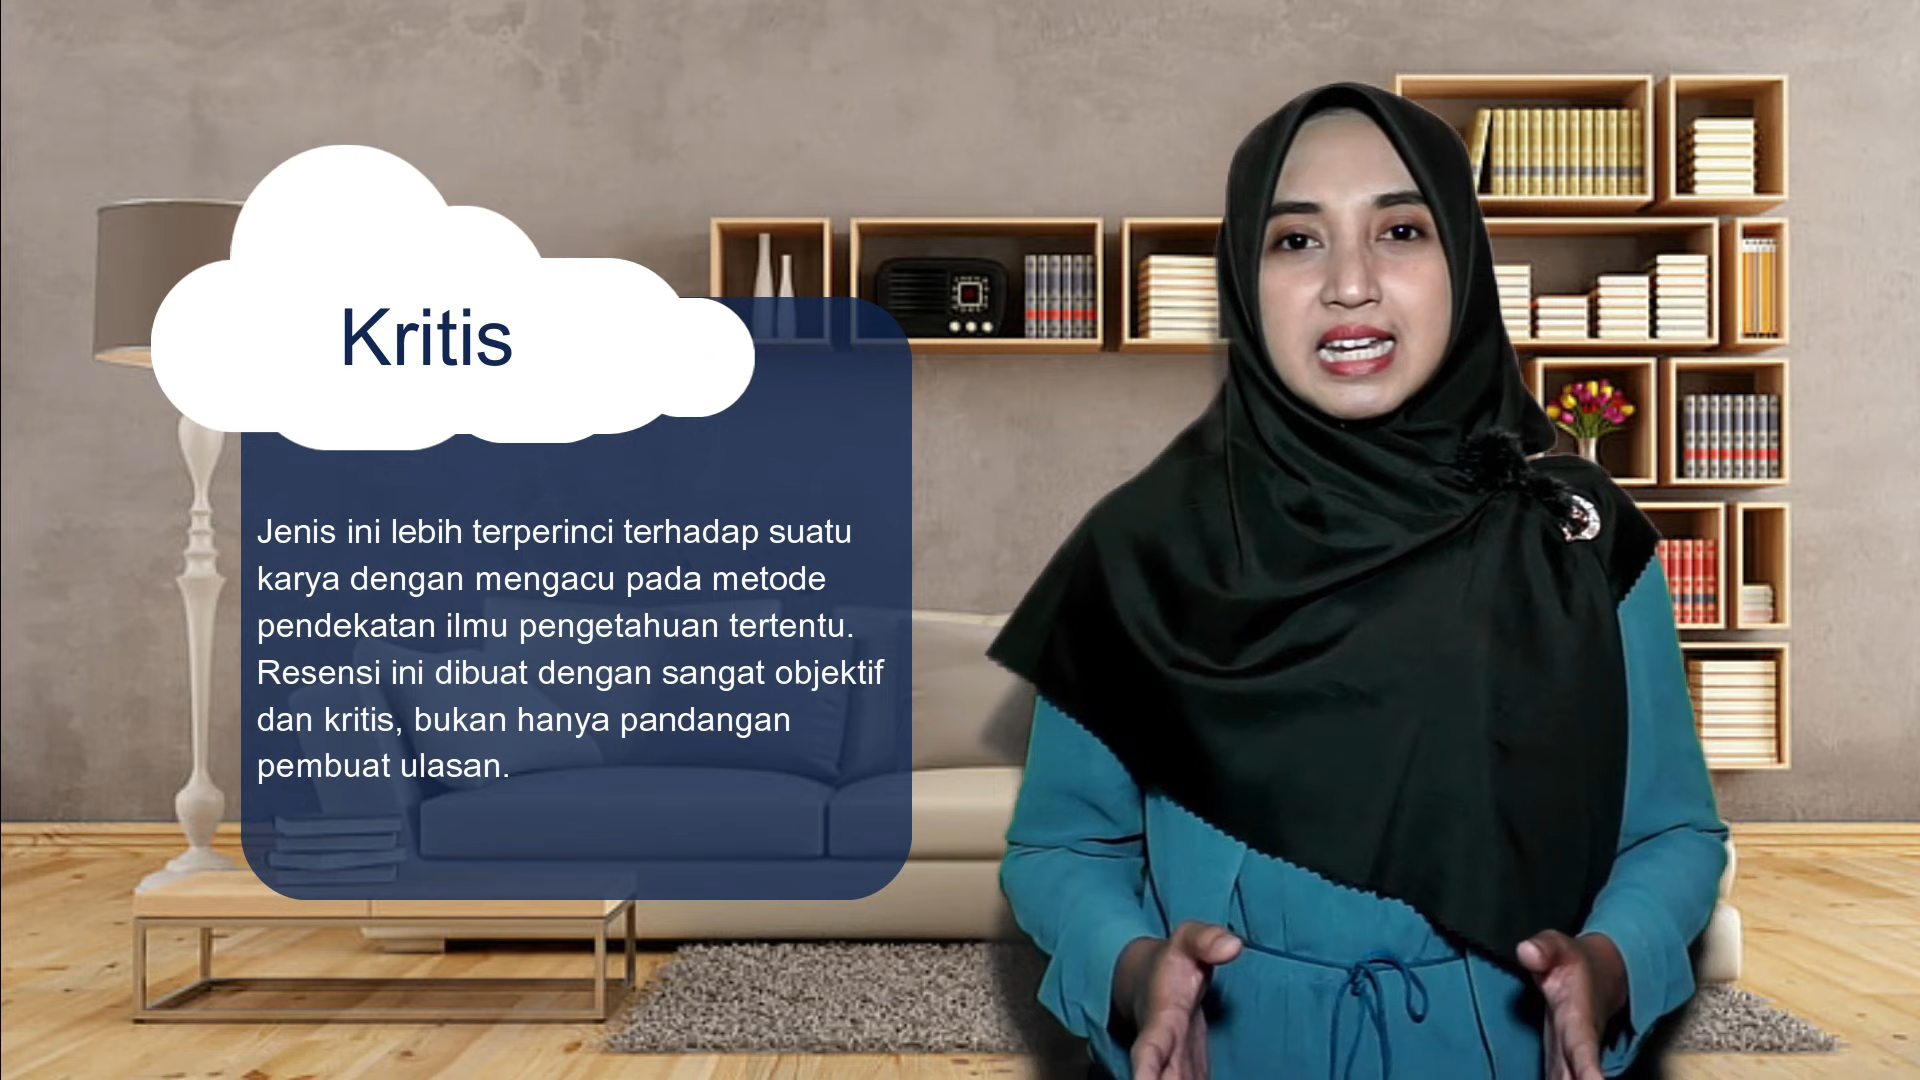 Kritis
Jenis ini lebih terperinci terhadap suatu
karya dengan mengacu pada metode
pendekatan ilmu pengetahuan tertentu.
Resensi ini dibuat dengan sangat objektif
dan kritis, bukan hanya pandangan
pembuat ulasan.